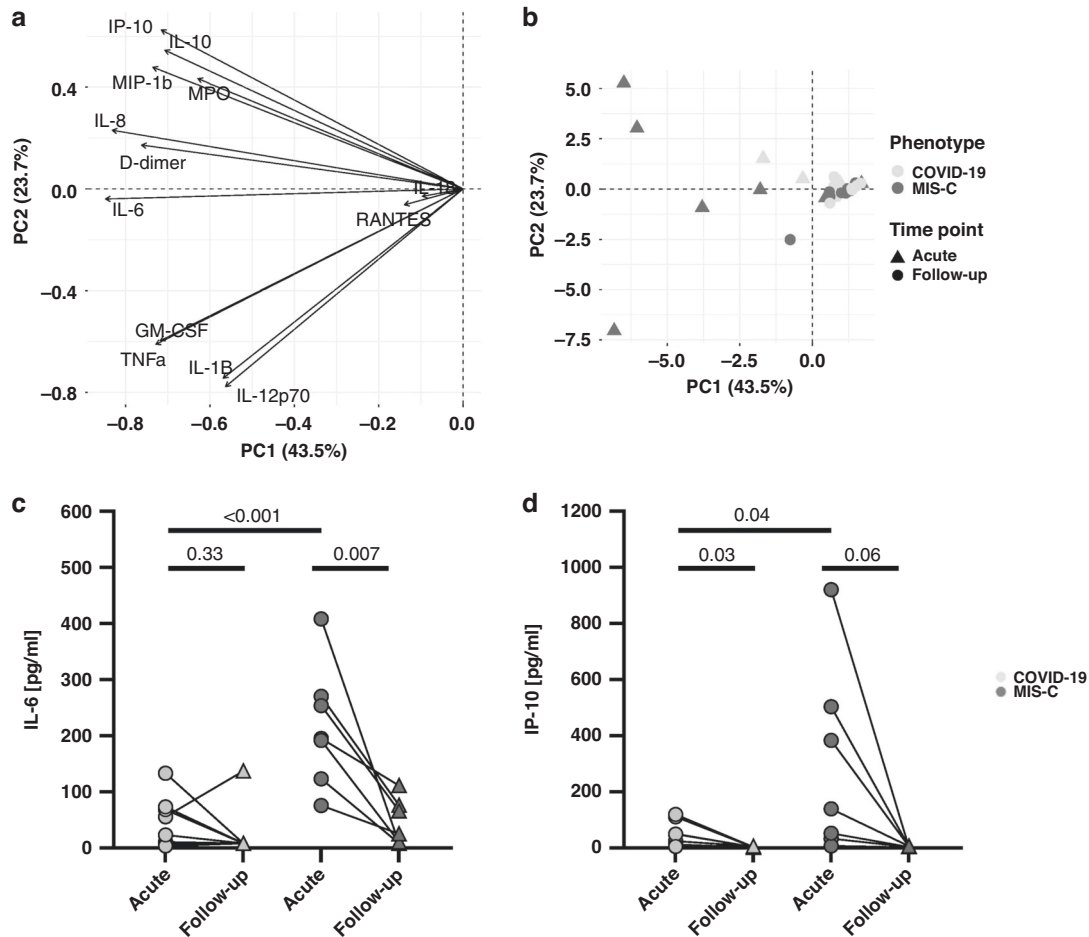 a
IP-10
IL-10
MIP-1b
MPO
IL-8
D-dimer
IL-6
RANTES
GM-CSF
TNFa
IL-1B
IL-12p70
PC2 (23.7%)
0.4
0.0
−0.4
−0.8
−0.8
−0.6
−0.4
−0.2
0.0
PC1 (43.5%)
b
PC2 (23.7%)
5.0
2.5
0.0
−2.5
−5.0
−7.5
−5.0
−2.5
0.0
PC1 (43.5%)
Phenotype
COVID-19
MIS-C
Time point
Acute
Follow-up
c
IL-6 [pg/ml]
600
500
400
300
200
100
0
<0.001
0.33
0.007
Acute
Follow-up
Acute
Follow-up
d
IP-10 [pg/ml]
1200
1000
800
600
400
200
0
0.04
0.03
0.06
Acute
Follow-up
Acute
Follow-up
COVID-19
MIS-C